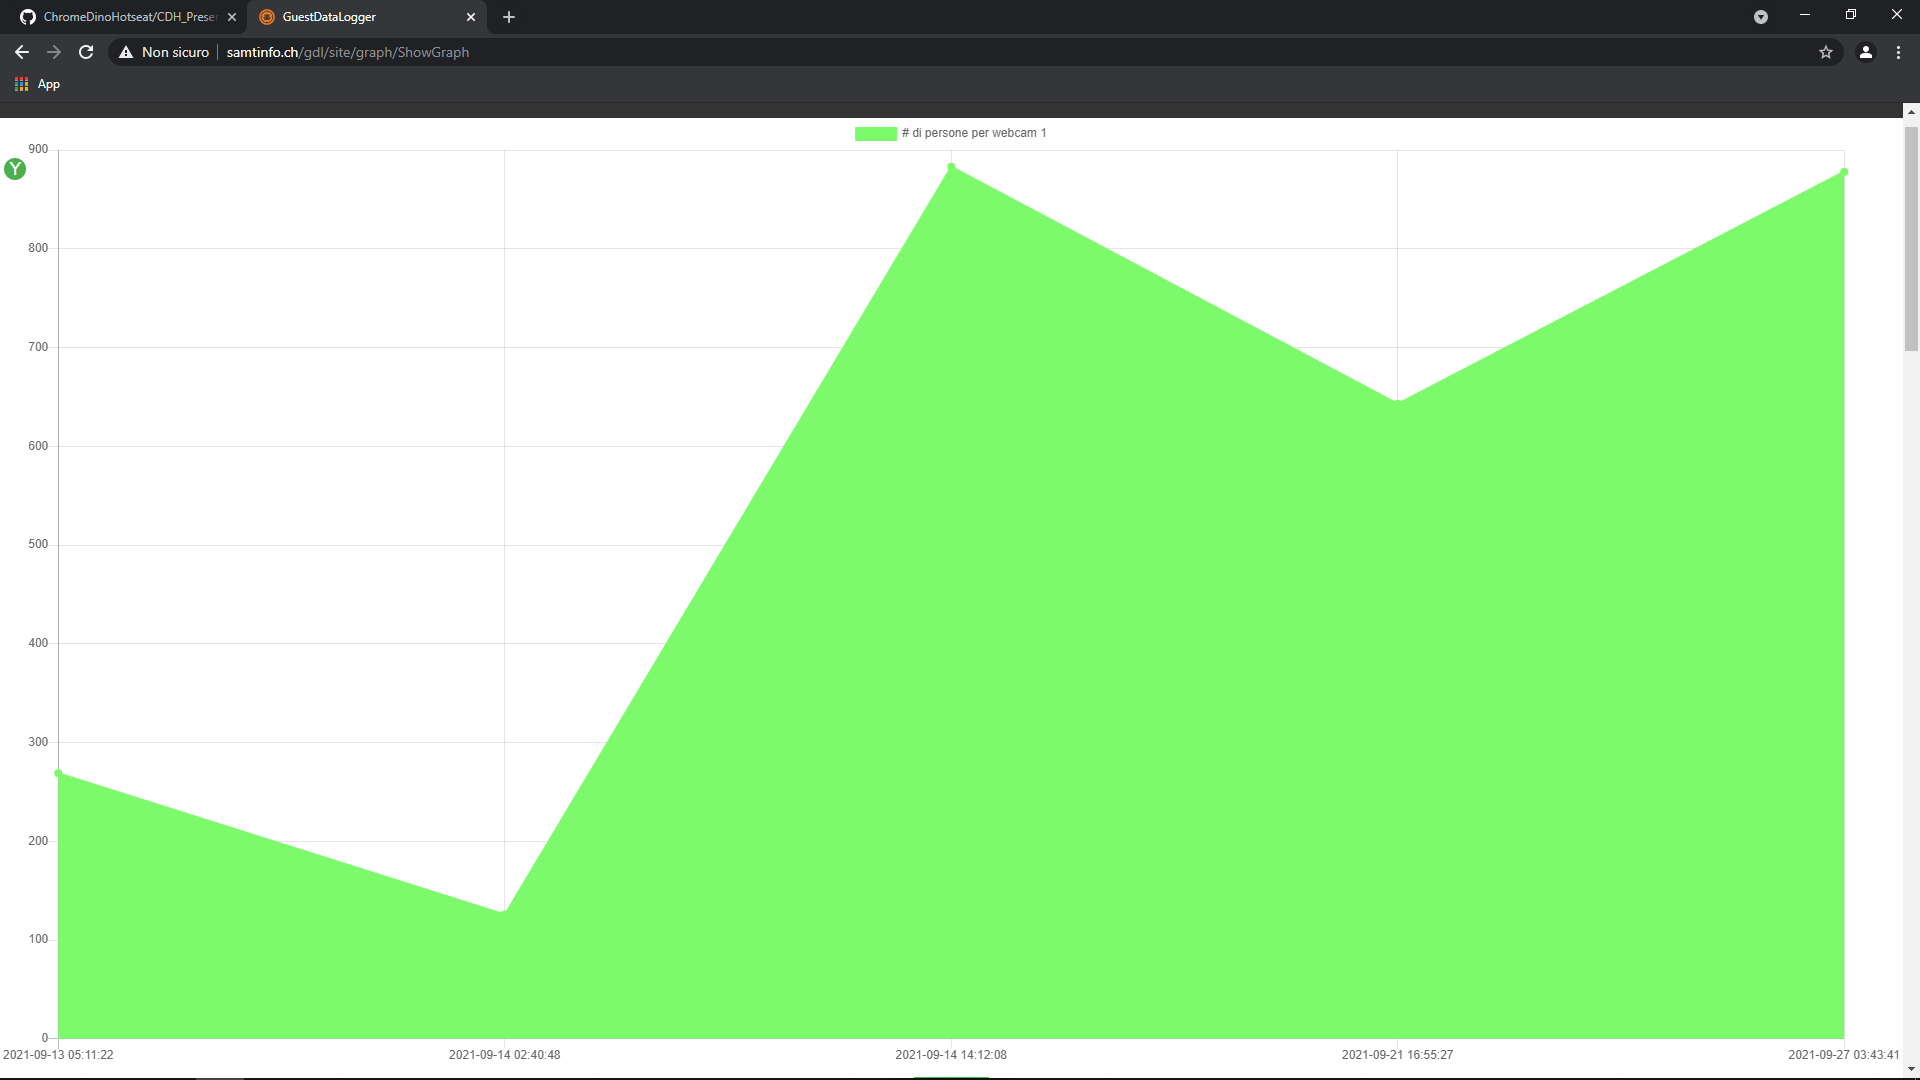 ChromeDinoHotseat/CDH_Prese
GuestDataLogger
Non sicuro
samtinfo.ch/gdl/site/graph/ShowGraph
App
# di persone per webcam 1
Y
900
800
700
600
500
400
300
200
100
0
2021-09-13 05:11:22
2021-09-14 02:40:48
2021-09-14 14:12:08
2021-09-21 16:55:27
2021-09-27 03:43:41